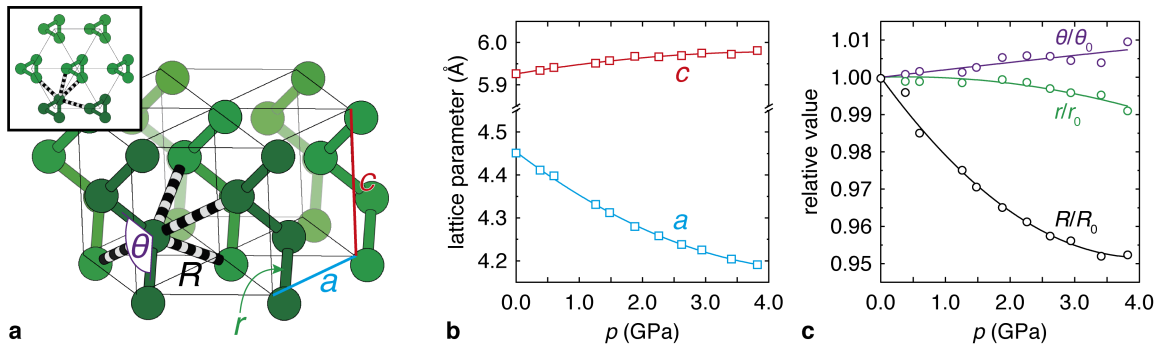 θ
R
r
a
c
a
6.0
5.9
4.5
4.4
4.3
4.2
lattice parameter (Å)
c
a
0.0 1.0 2.0 3.0 4.0
p (GPa)
b
1.01
1.00
0.99
0.98
0.97
0.96
0.95
relative value
θ/θ0
r/r0
R/R0
0.0 1.0 2.0 3.0 4.0
p (GPa)
c